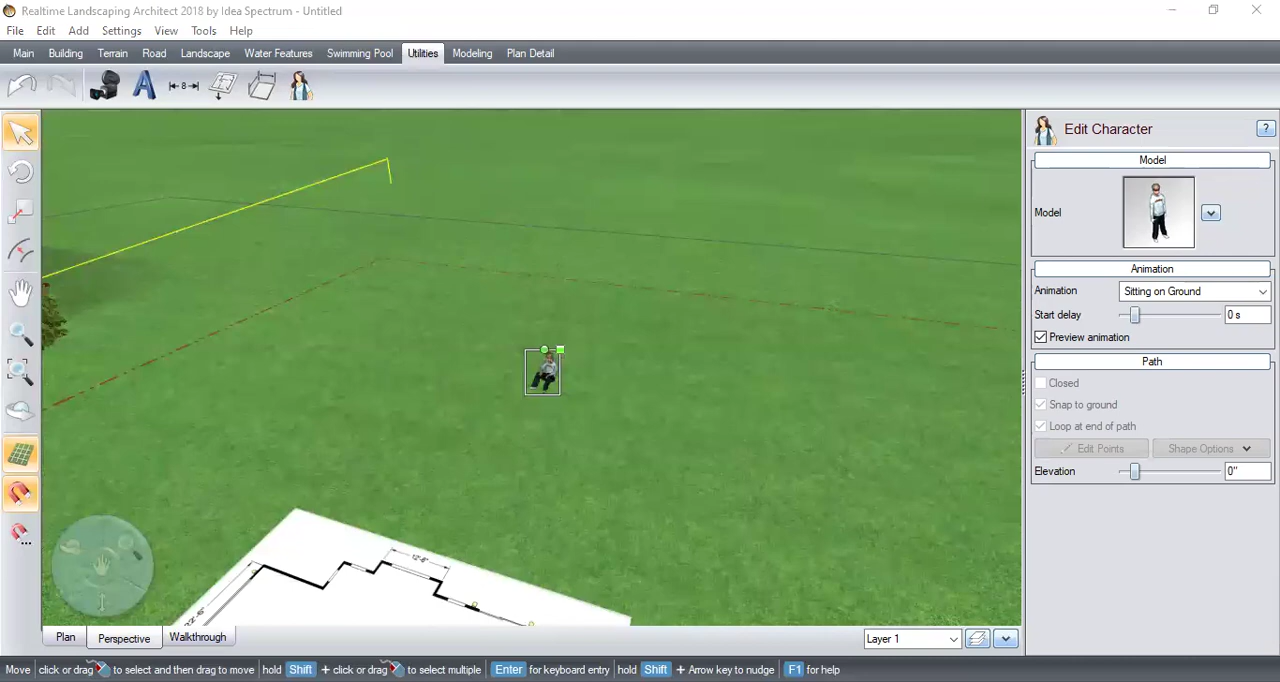 Realtime Landscaping Architect 2018 by Idea Spectrum - Untitled
File Edit Add Settings View Tools Help
Main Building Terrain Road Landscape Water Features Swimming Pool Utilities Modeling Plan Detail
A 8
Edit Character ?
Model
Model
Animation
Animation Sitting on Ground
Start delay 0 s
Preview animation
Path
Closed
Snap to ground
Loop at end of path
Edit Points Shape Options
Elevation 0"
12'-6"
Plan Perspective Walkthrough Layer 1
Move click or drag to select and then drag to move hold Shift + click or drag to select multiple Enter for keyboard entry hold Shift + Arrow key to nudge F1 for help